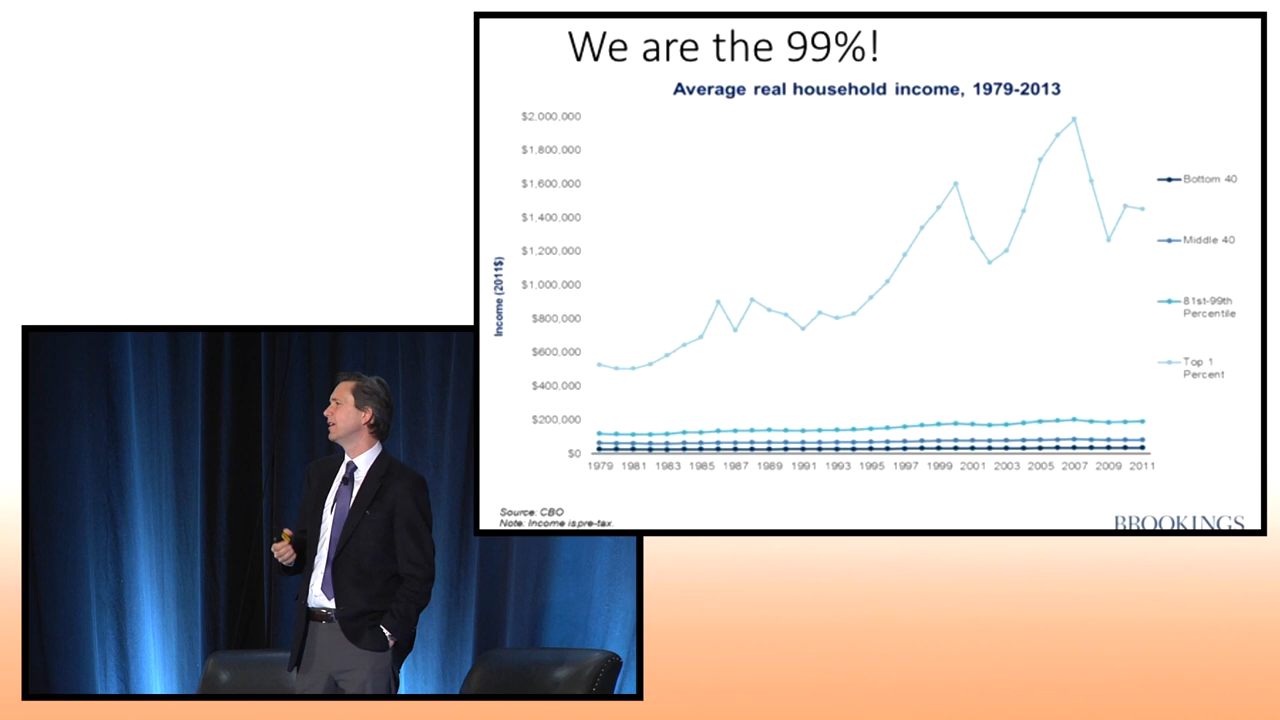 We are the 99%!
Average real household income, 1979-2013
$2,000,000
$1,800,000
$1,600,000
$1,400,000
$1,200,000
$1,000,000
$800,000
$600,000
$400,000
$200,000
$0
Income (2011$)
1979 1981 1983 1985 1987 1989 1991 1993 1995 1997 1999 2001 2003 2005 2007 2009 2011
Bottom 40
Middle 40
81st-99th
Percentile
Top 1
Percent
Source: CBO
Note: Income is pre-tax.
BROOKINGS